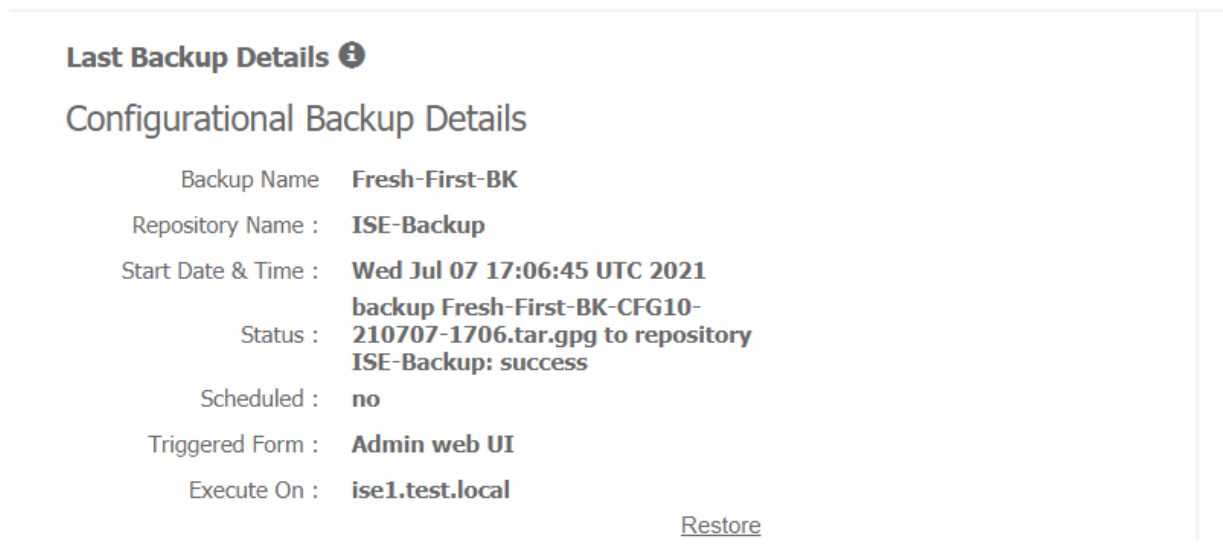 Last Backup Details
Configurational Backup Details
Backup Name Fresh-First-BK
Repository Name : ISE-Backup
Start Date & Time : Wed Jul 07 17:06:45 UTC 2021
backup Fresh-First-BK-CFG10-
Status : 210707-1706.tar.gpg to repository
ISE-Backup: success
Scheduled : no
Triggered Form : Admin web UI
Execute On : ise1.test.local
Restore